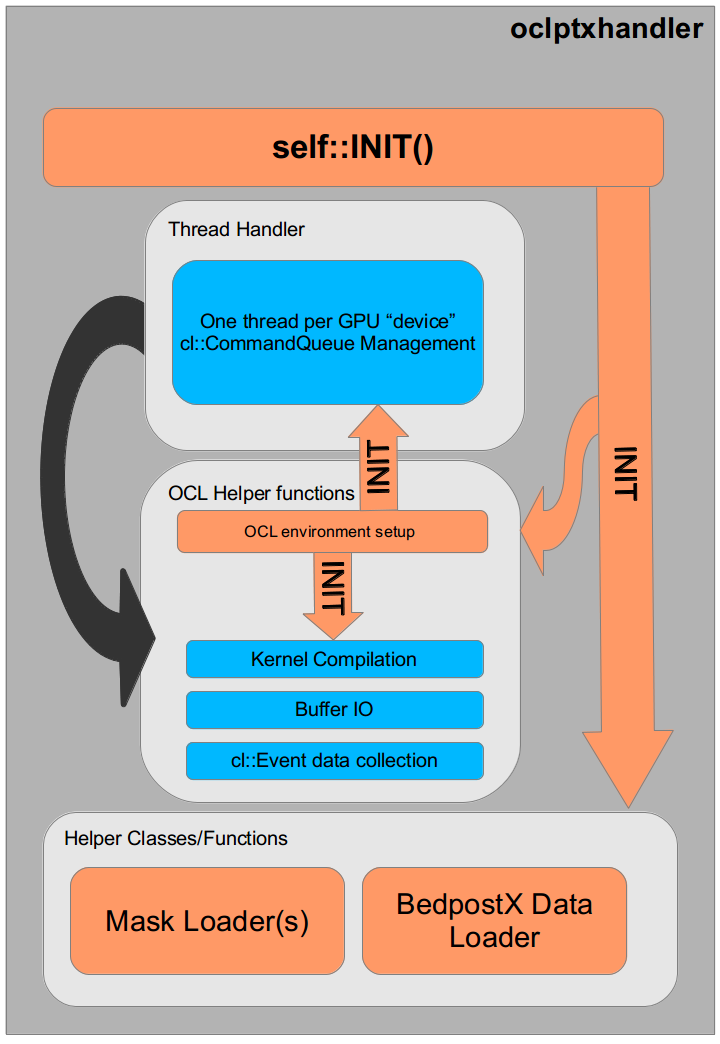 oclptxhandler
self::INIT()
Thread Handler
One thread per GPU “device”
cl::CommandQueue Management
INIT
INIT
OCL Helper functions
OCL environment setup
INIT
Kernel Compilation
Buffer IO
cl::Event data collection
Helper Classes/Functions
Mask Loader(s)
BedpostX Data
Loader